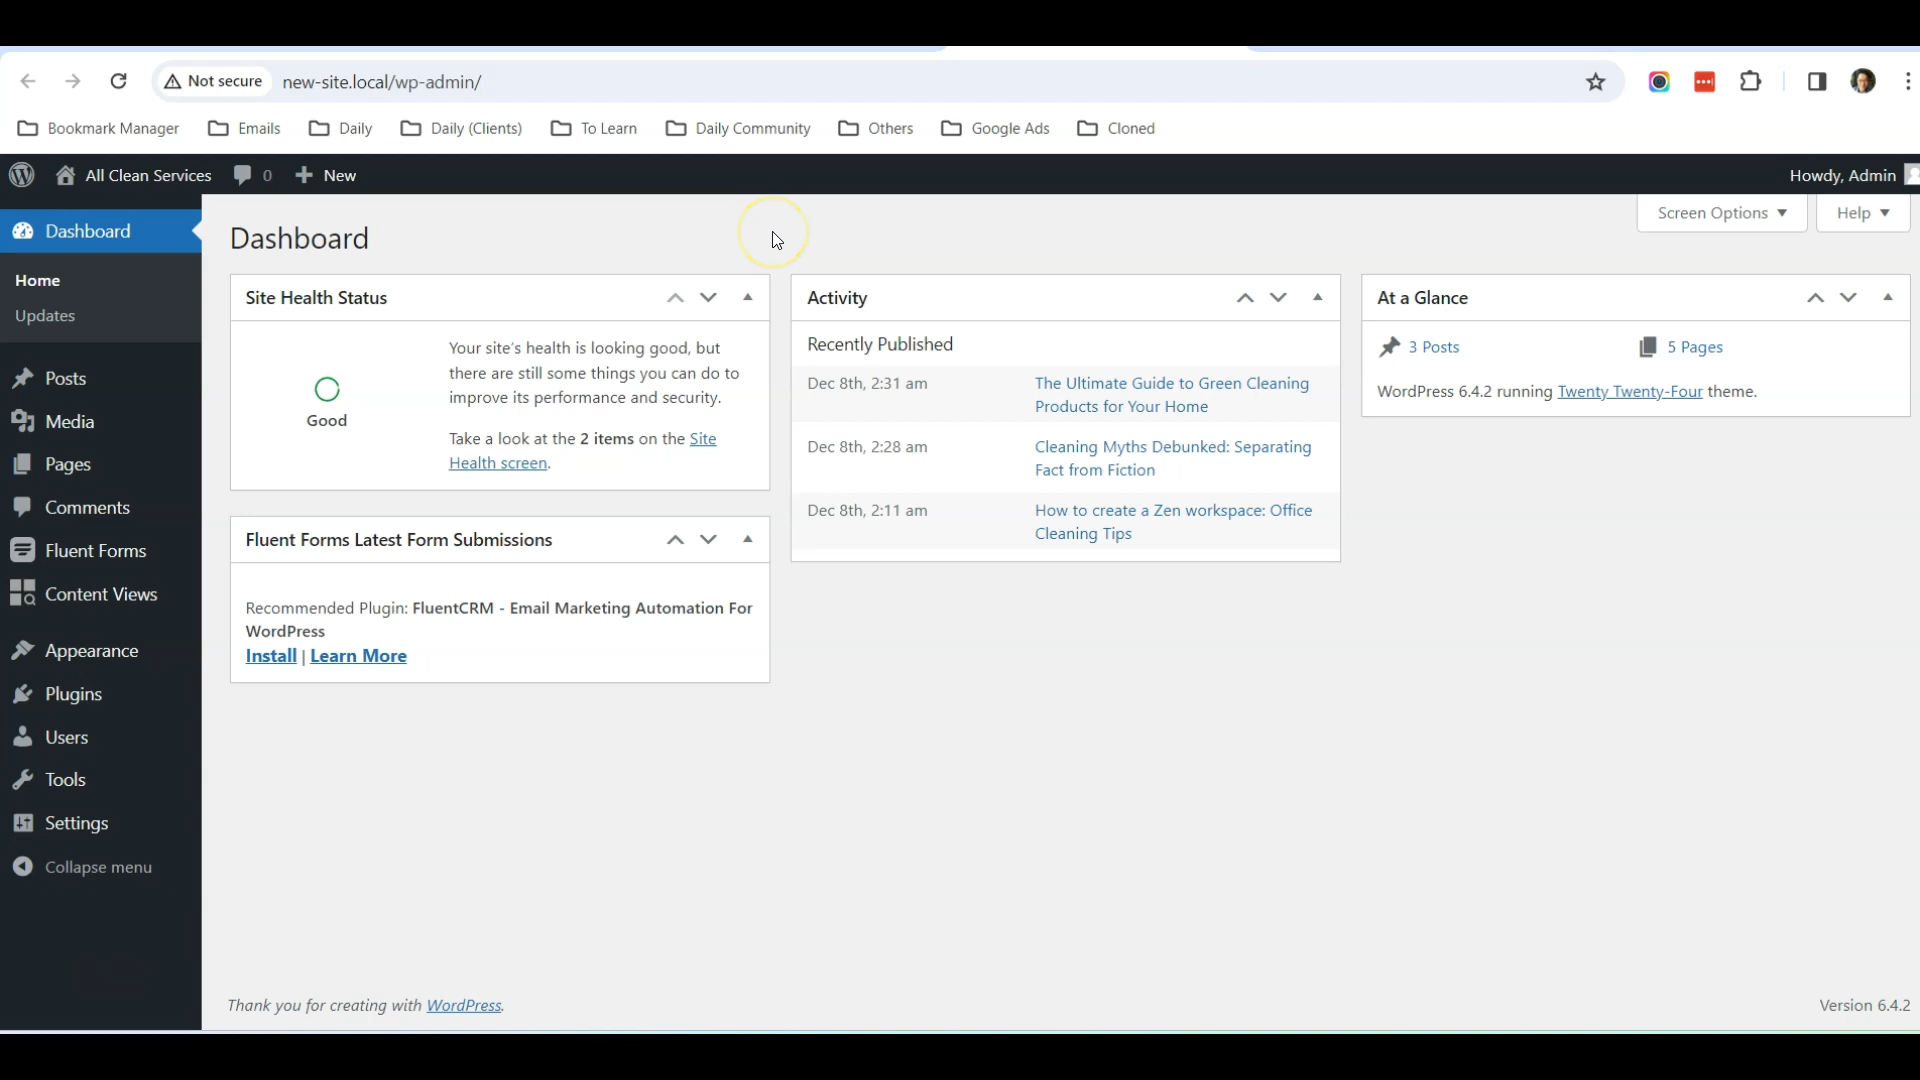 Not secure new-site.local/wp-admin/
Bookmark Manager Emails Daily Daily (Clients) To Learn Daily Community Others Google Ads Cloned
All Clean Services 0 New Howdy, Admin
Screen Options Help
Dashboard
Home
Updates
Posts
Media
Pages
Comments
Fluent Forms
Content Views
Appearance
Plugins
Users
Tools
Settings
Collapse menu
Dashboard
Site Health Status
Good
Your site's health is looking good, but
there are still some things you can do to
improve its performance and security.
Take a look at the 2 items on the Site
Health screen.
Fluent Forms Latest Form Submissions
Recommended Plugin: FluentCRM - Email Marketing Automation For
WordPress
Install | Learn More
Activity
Recently Published
Dec 8th, 2:31 am The Ultimate Guide to Green Cleaning
Products for Your Home
Dec 8th, 2:28 am Cleaning Myths Debunked: Separating
Fact from Fiction
Dec 8th, 2:11 am How to create a Zen workspace: Office
Cleaning Tips
At a Glance
3 Posts 5 Pages
WordPress 6.4.2 running Twenty Twenty-Four theme.
Thank you for creating with WordPress.
Version 6.4.2